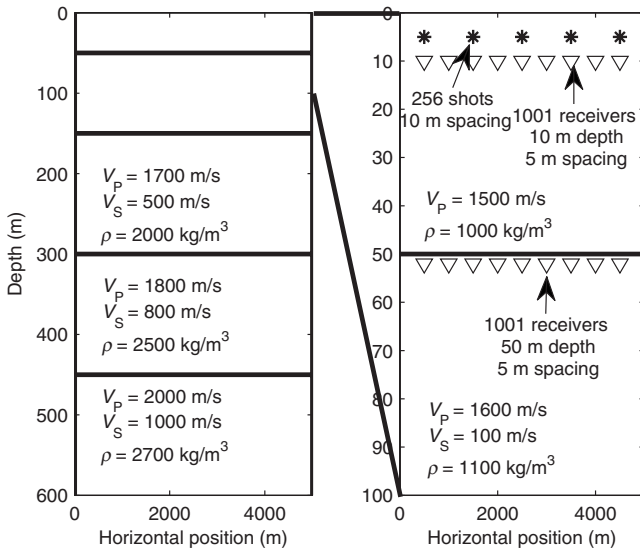 0
100
200
300
400
500
600
Depth (m)
V_P = 1700 m/s
V_S = 500 m/s
ρ = 2000 kg/m³
V_P = 1800 m/s
V_S = 800 m/s
ρ = 2500 kg/m³
V_P = 2000 m/s
V_S = 1000 m/s
ρ = 2700 kg/m³
0 2000 4000
Horizontal position (m)
0
10
20
30
40
50
60
70
80
90
100
256 shots
10 m spacing
1001 receivers
10 m depth
5 m spacing
V_P = 1500 m/s
ρ = 1000 kg/m³
1001 receivers
50 m depth
5 m spacing
V_P = 1600 m/s
V_S = 100 m/s
ρ = 1100 kg/m³
0 2000 4000
Horizontal position (m)